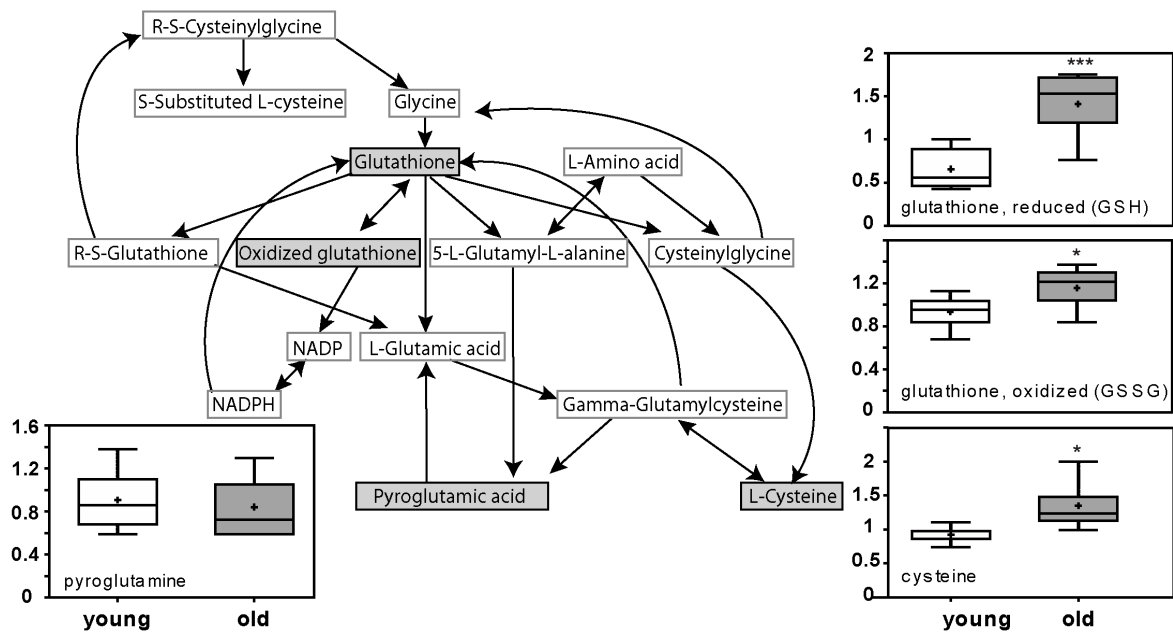 R-S-Cysteinylglycine
S-Substituted L-cysteine
Glycine
Glutathione
L-Amino acid
R-S-Glutathione
Oxidized glutathione
5-L-Glutamyl-L-alanine
Cysteinylglycine
NADP
L-Glutamic acid
NADPH
Gamma-Glutamylcysteine
Pyroglutamic acid
L-Cysteine
1.6
1.2
0.8
0.4
0
pyroglutamine
young
old
2
1.5
1
0.5
0
***
glutathione, reduced (GSH)
1.2
0.8
0.4
0
*
glutathione, oxidized (GSSG)
2
1.5
1
0.5
0
*
cysteine
young
old